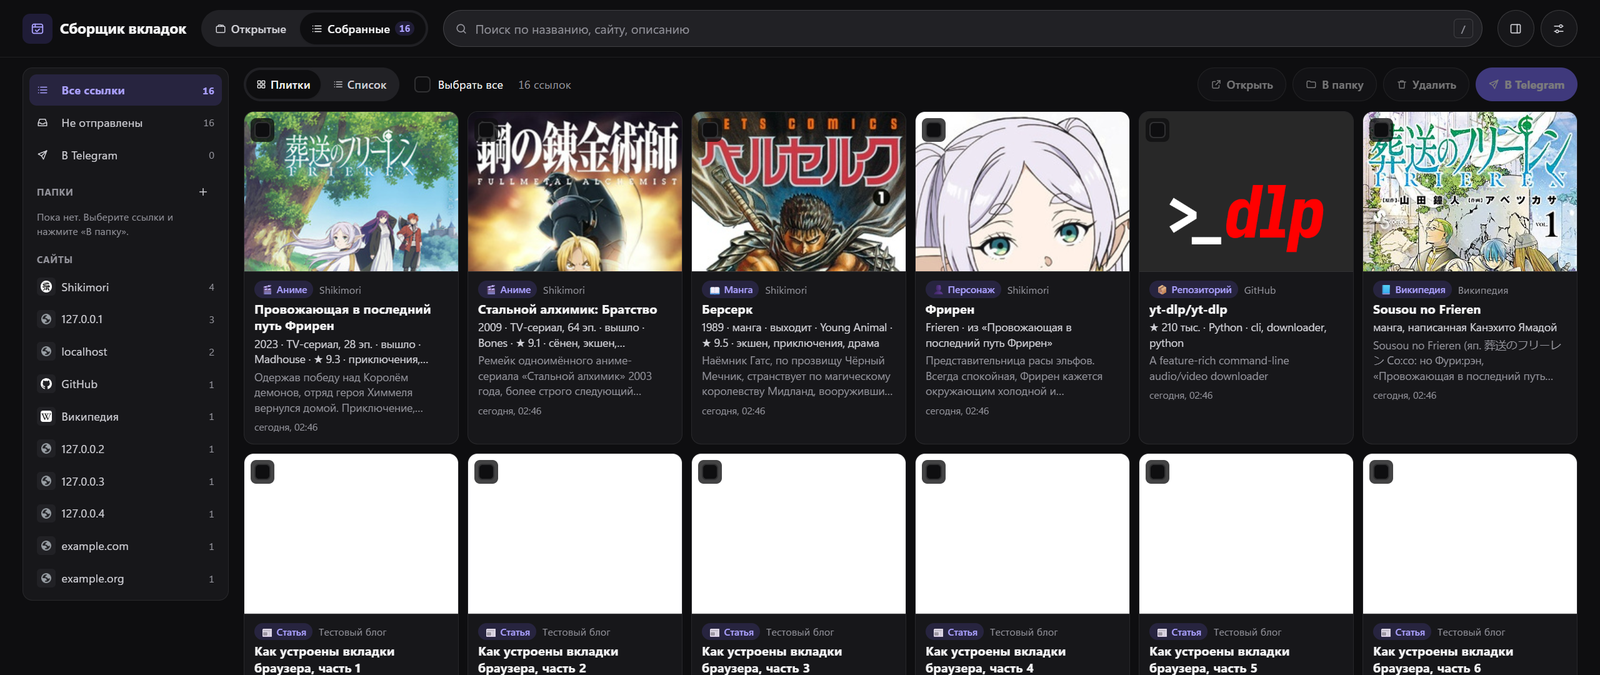 Сборщик вкладок
Открытые
Собранные 16
Поиск по названию, сайту, описанию
/
Все ссылки 16
Не отправлены 16
В Telegram 0
ПАПКИ +
Пока нет. Выберите ссылки и
нажмите «В папку».
САЙТЫ
Shikimori 4
127.0.0.1 3
localhost 2
GitHub 1
Википедия 1
127.0.0.2 1
127.0.0.3 1
127.0.0.4 1
example.com 1
example.org 1
Плитки
Список
Выбрать все
16 ссылок
Открыть
В папку
Удалить
В Telegram
葬送のフリーレン
FRIEREN
Аниме Shikimori
Провожающая в последний
путь Фрирен
2023 · TV-сериал, 28 эп. · вышло ·
Madhouse · ★ 9.3 · приключения,...
Одержав победу над Королём
демонов, отряд героя Химмеля
вернулся домой. Приключение,...
сегодня, 02:46
鋼の錬金術師
FULLMETAL ALCHEMIST
Аниме Shikimori
Стальной алхимик: Братство
2009 · TV-сериал, 64 эп. · вышло ·
Bones · ★ 9.1 · сёнен, экшен,...
Ремейк одноимённого аниме-
сериала «Стальной алхимик» 2003
года, более строго следующий...
сегодня, 02:46
ETS COMICS
ベルセルク
1
Манга Shikimori
Берсерк
1989 · манга · выходит · Young Animal ·
★ 9.5 · экшен, приключения, драма
Наёмник Гатс, по прозвищу Чёрный
Мечник, странствует по магическому
королевству Мидланд, вооруживши...
сегодня, 02:46
Персонаж Shikimori
Фрирен
Frieren · из «Провожающая в
последний путь Фрирен»
Представительница расы эльфов.
Всегда спокойная, Фрирен кажется
окружающим холодной и...
сегодня, 02:46
>_dlp
Репозиторий GitHub
yt-dlp/yt-dlp
★ 210 тыс. · Python · cli, downloader,
python
A feature-rich command-line
audio/video downloader
сегодня, 02:46
葬送のフリーレン
FRIEREN
山田鐘人 アベツカサ
VOL. 1
Википедия Википедия
Sousou no Frieren
манга, написанная Канэхито Ямадой
Sousou no Frieren (яп. 葬送のフリーレ
ン Со:со: но Фури:рэн,
«Провожающая в последний путь...
сегодня, 02:46
Статья Тестовый блог
Как устроены вкладки
браузера, часть 1
Статья Тестовый блог
Как устроены вкладки
браузера, часть 2
Статья Тестовый блог
Как устроены вкладки
браузера, часть 3
Статья Тестовый блог
Как устроены вкладки
браузера, часть 4
Статья Тестовый блог
Как устроены вкладки
браузера, часть 5
Статья Тестовый блог
Как устроены вкладки
браузера, часть 6